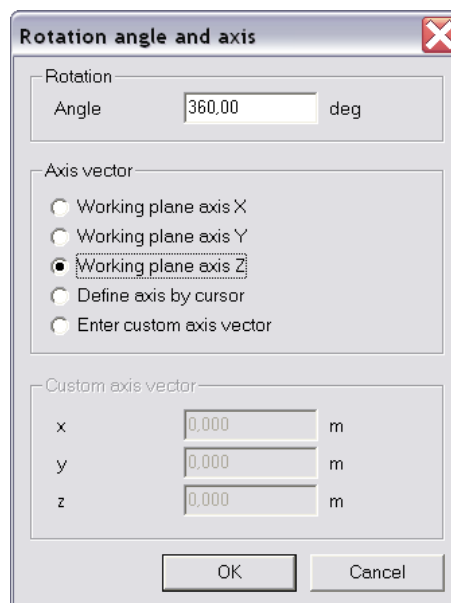 Rotation angle and axis
Rotation
Angle 360,00 deg
Axis vector
Working plane axis X
Working plane axis Y
Working plane axis Z
Define axis by cursor
Enter custom axis vector
Custom axis vector
x 0,000 m
y 0,000 m
z 0,000 m
OK Cancel